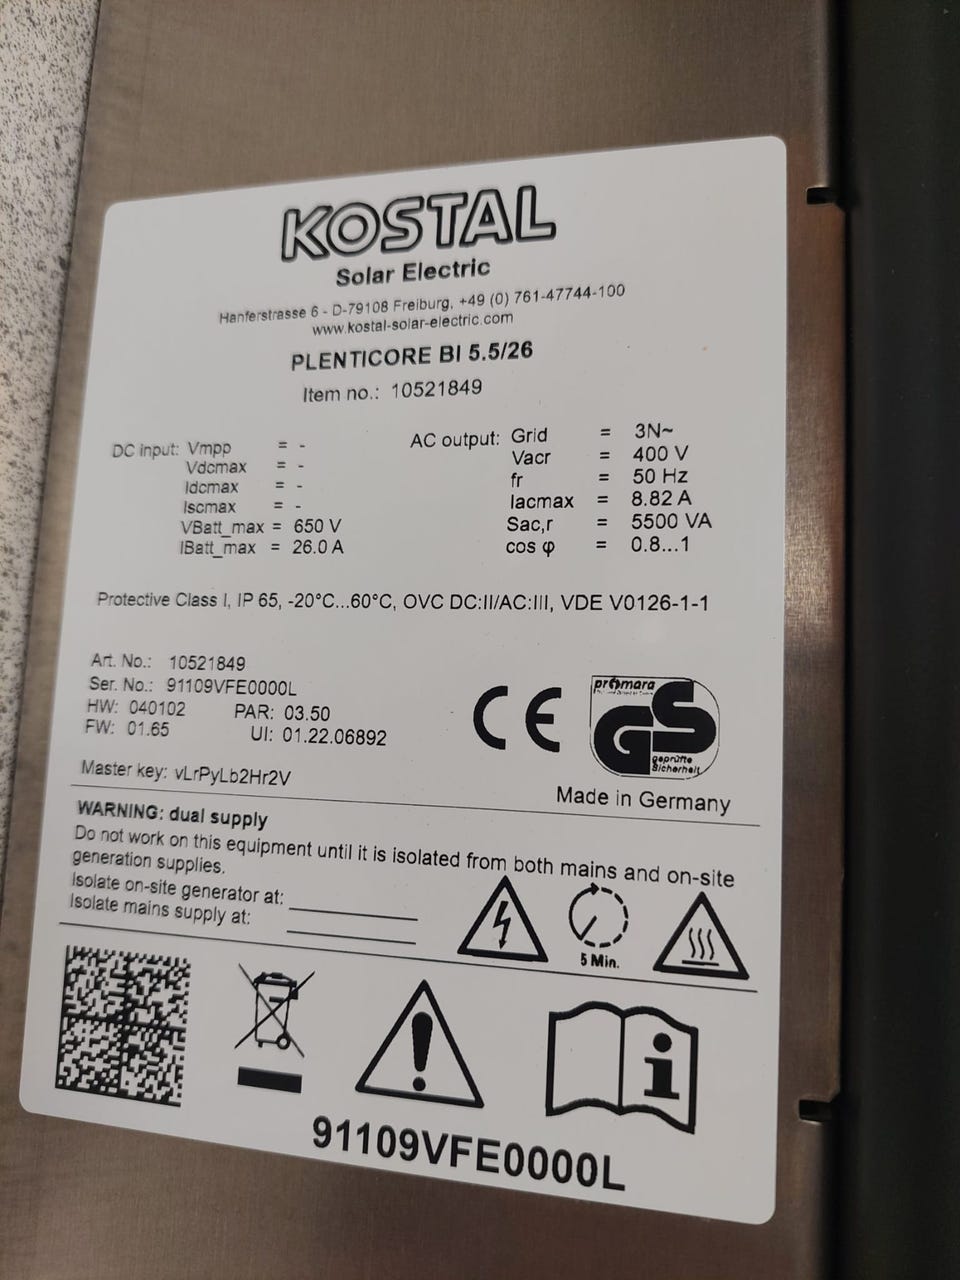 KOSTAL
Solar Electric
Hanferstrasse 6 - D-79108 Freiburg, +49 (0) 761-47744-100
www.kostal-solar-electric.com
PLENTICORE BI 5.5/26
Item no.: 10521849
DC input: Vmpp = -
Vdcmax = -
Idcmax = -
Iscmax = -
VBatt_max = 650 V
IBatt_max = 26.0 A
AC output: Grid = 3N~
Vacr = 400 V
fr = 50 Hz
Iacmax = 8.82 A
Sac,r = 5500 VA
cos φ = 0.8...1
Protective Class I, IP 65, -20°C...60°C, OVC DC:II/AC:III, VDE V0126-1-1
Art. No.: 10521849
Ser. No.: 91109VFE0000L
HW: 040102 PAR: 03.50
FW: 01.65 UI: 01.22.06892
Master key: vLrPyLb2Hr2V
CE
primara
GS
geprüfte
Sicherheit
Made in Germany
WARNING: dual supply
Do not work on this equipment until it is isolated from both mains and on-site
generation supplies.
Isolate on-site generator at:
Isolate mains supply at:
5 Min.
91109VFE0000L